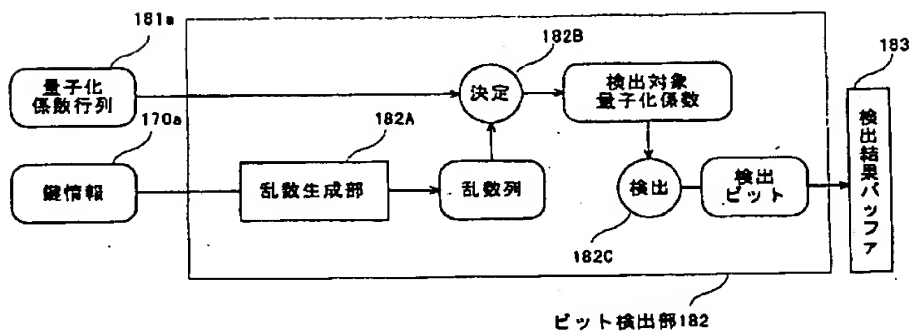 181a
182B
183
量子化
係数行列
決定
検出対象
量子化係数
170a
182A
鍵情報
乱数生成部
乱数列
検出
検出
ビット
検出結果バッファ
182C
ビット検出部182